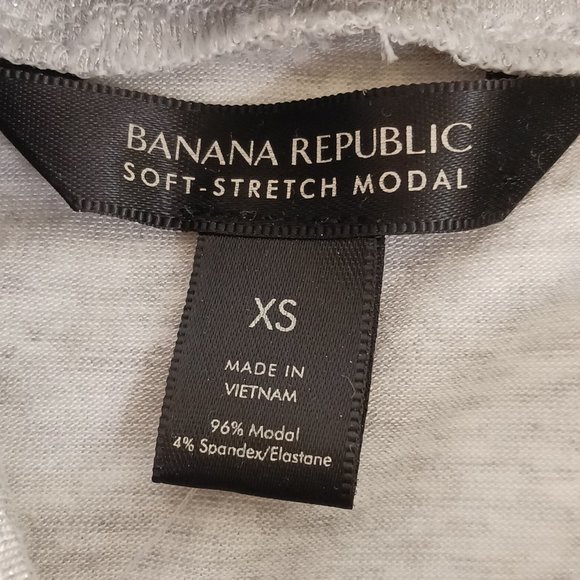 BANANA REPUBLIC
SOFT-STRETCH MODAL
XS
MADE IN
VIETNAM
96% Modal
4% Spandex/Elastane